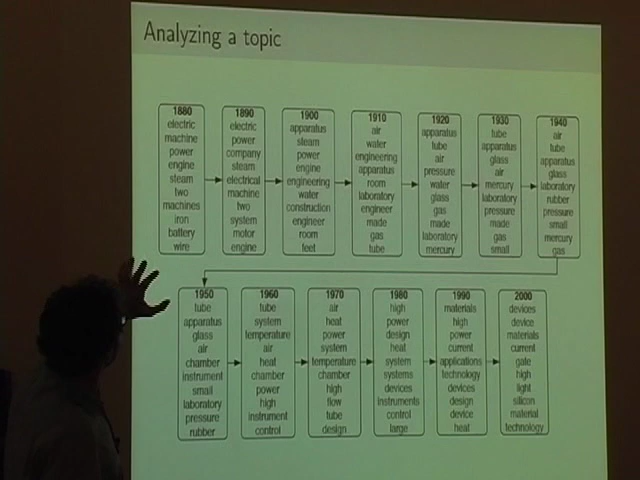 Analyzing a topic
1880
electric
machine
power
engine
steam
two
machines
iron
battery
wire
1890
electric
power
company
steam
electrical
machine
two
system
motor
engine
1900
apparatus
steam
power
engine
engineering
water
construction
engineer
room
feet
1910
air
water
engineering
apparatus
room
laboratory
engineer
made
gas
tube
1920
apparatus
tube
air
pressure
water
glass
gas
made
laboratory
mercury
1930
tube
apparatus
glass
air
mercury
laboratory
pressure
made
gas
small
1940
air
tube
apparatus
glass
laboratory
rubber
pressure
small
mercury
gas
1950
tube
apparatus
glass
air
chamber
instrument
small
laboratory
pressure
rubber
1960
tube
system
temperature
air
heat
chamber
power
high
instrument
control
1970
air
heat
power
system
temperature
chamber
high
flow
tube
design
1980
high
power
design
heat
system
systems
devices
instruments
control
large
1990
materials
high
power
current
applications
technology
devices
design
device
heat
2000
devices
device
materials
current
gate
high
light
silicon
material
technology